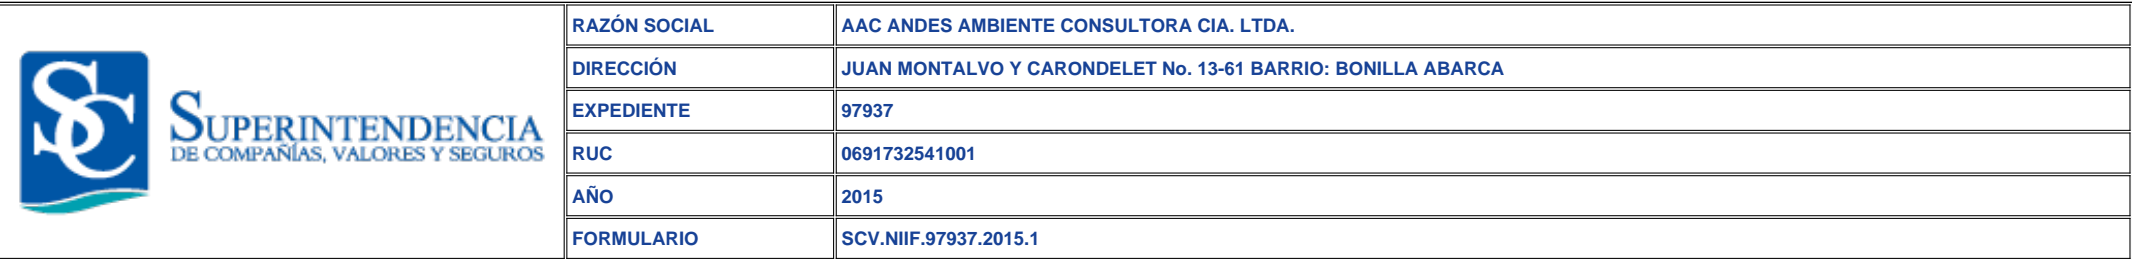 SC
SUPERINTENDENCIA
DE COMPAÑÍAS, VALORES Y SEGUROS
RAZÓN SOCIAL AAC ANDES AMBIENTE CONSULTORA CIA. LTDA.
DIRECCIÓN JUAN MONTALVO Y CARONDELET No. 13-61 BARRIO: BONILLA ABARCA
EXPEDIENTE 97937
RUC 0691732541001
AÑO 2015
FORMULARIO SCV.NIIF.97937.2015.1